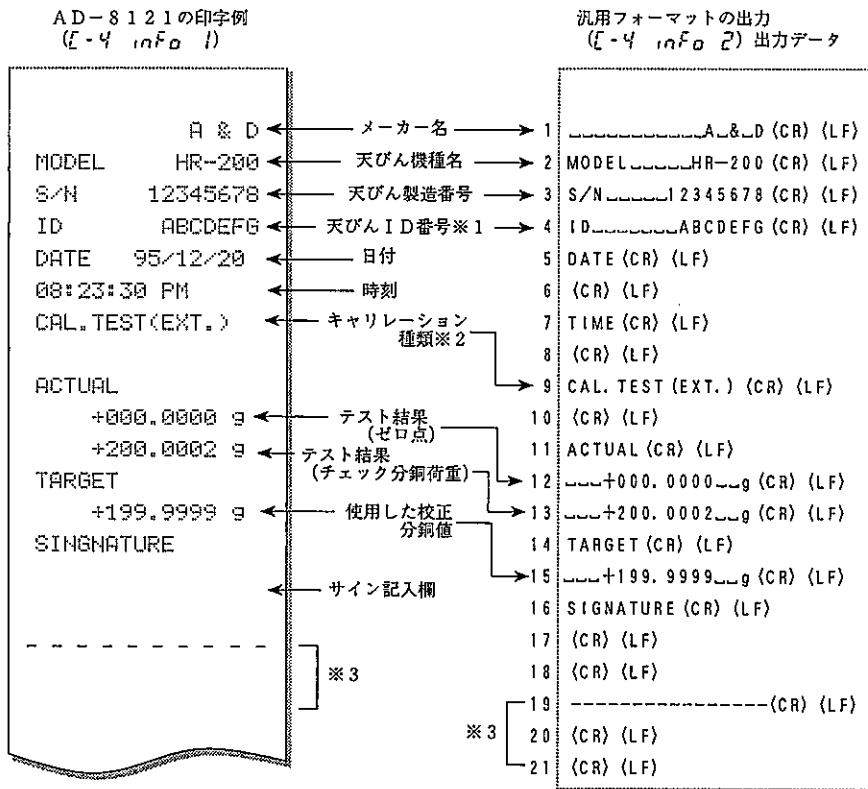 AD-8121の印字例
(E-4 inFo 1)
A & D
MODEL HR-200
S/N 12345678
ID ABCDEFG
DATE 95/12/20
08:23:30 PM
CAL.TEST(EXT.)
ACTUAL
+000.0000 g
+200.0002 g
TARGET
+199.9999 g
SINGNATURE
- - - - - - - - - - - - -
※3
メーカー名
天びん機種名
天びん製造番号
天びんID番号※1
日付
時刻
キャリレーション
種類※2
テスト結果
(ゼロ点)
テスト結果
(チェック分銅荷重)
使用した校正
分銅値
サイン記入欄
汎用フォーマットの出力
(E-4 inFo 2) 出力データ
1 ␣␣␣␣␣␣␣␣␣␣␣A␣&␣D〈CR〉〈LF〉
2 MODEL␣␣␣␣␣HR-200〈CR〉〈LF〉
3 S/N␣␣␣␣␣12345678〈CR〉〈LF〉
4 ID␣␣␣␣␣␣␣ABCDEFG〈CR〉〈LF〉
5 DATE〈CR〉〈LF〉
6 〈CR〉〈LF〉
7 TIME〈CR〉〈LF〉
8 〈CR〉〈LF〉
9 CAL.TEST(EXT.)〈CR〉〈LF〉
10 〈CR〉〈LF〉
11 ACTUAL〈CR〉〈LF〉
12 ␣␣␣+000.0000␣␣g〈CR〉〈LF〉
13 ␣␣␣+200.0002␣␣g〈CR〉〈LF〉
14 TARGET〈CR〉〈LF〉
15 ␣␣␣+199.9999␣␣g〈CR〉〈LF〉
16 SIGNATURE〈CR〉〈LF〉
17 〈CR〉〈LF〉
18 〈CR〉〈LF〉
19 ----------------〈CR〉〈LF〉
20 〈CR〉〈LF〉
21 〈CR〉〈LF〉
※3